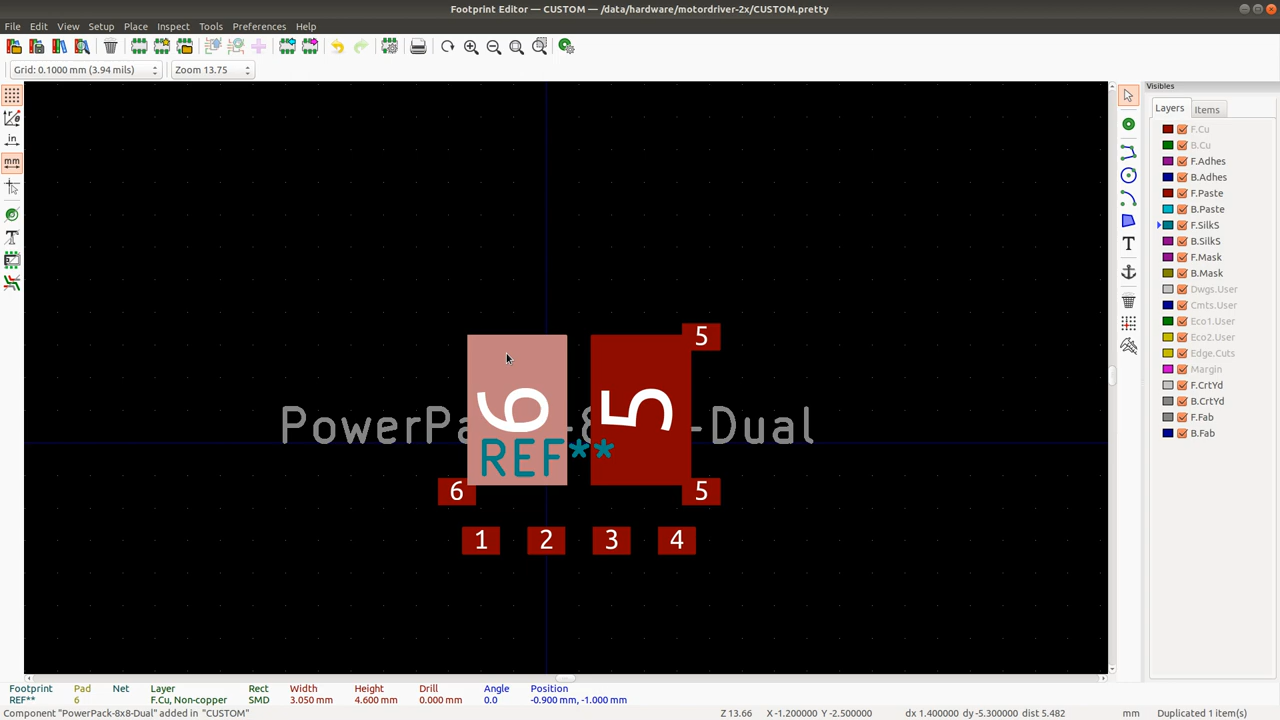 Footprint Editor — CUSTOM — /data/hardware/motordriver-2x/CUSTOM.pretty
File Edit View Setup Place Inspect Tools Preferences Help
Grid: 0.1000 mm (3.94 mils) Zoom 13.75
in
mm
Visibles
Layers Items
F.Cu
B.Cu
F.Adhes
B.Adhes
F.Paste
B.Paste
F.SilkS
B.SilkS
F.Mask
B.Mask
Dwgs.User
Cmts.User
Eco1.User
Eco2.User
Edge.Cuts
Margin
F.CrtYd
B.CrtYd
F.Fab
B.Fab
5
6 5
PowerPa -8 -Dual
REF**
6 5
1 2 3 4
Footprint Pad Net Layer Rect Width Height Drill Angle Position
REF** 6 F.Cu, Non-copper SMD 3.050 mm 4.600 mm 0.000 mm 0.0 -0.900 mm, -1.000 mm
Component "PowerPack-8x8-Dual" added in "CUSTOM" Z 13.66 X -1.200000 Y -2.500000 dx 1.400000 dy -5.300000 dist 5.482 mm Duplicated 1 item(s)